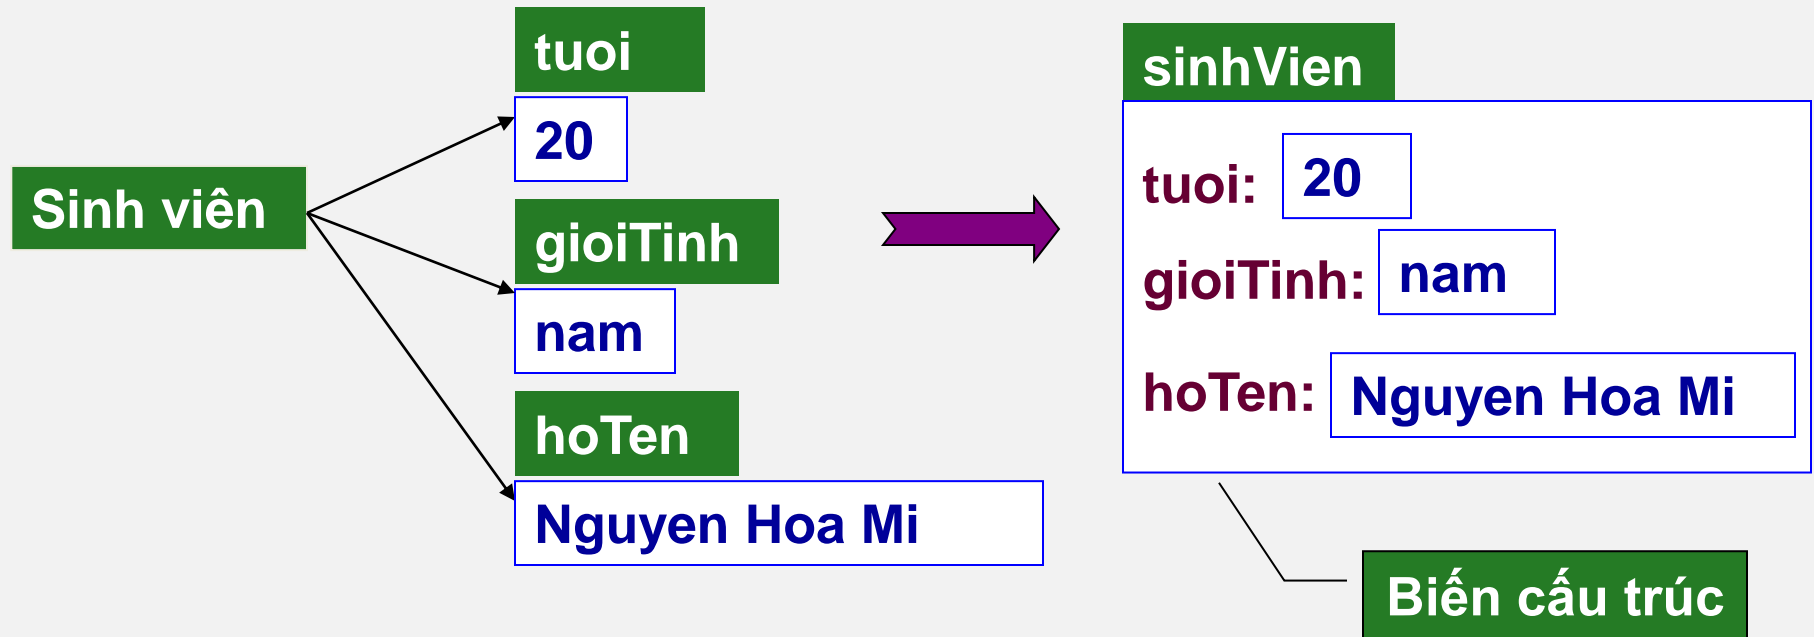 Sinh viên
tuoi
20
gioiTinh
nam
hoTen
Nguyen Hoa Mi
sinhVien
tuoi: 20
gioiTinh: nam
hoTen: Nguyen Hoa Mi
Biến cấu trúc